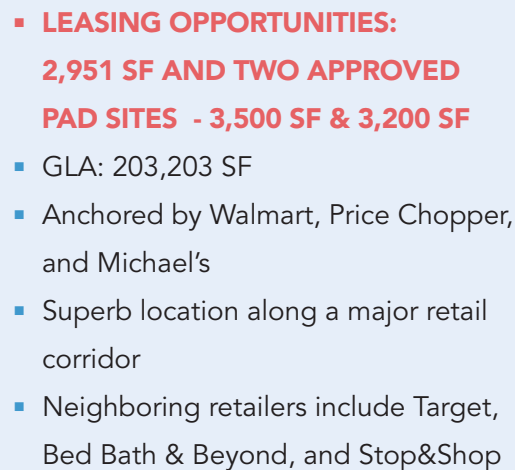 ▪ LEASING OPPORTUNITIES:
2,951 SF AND TWO APPROVED
PAD SITES - 3,500 SF & 3,200 SF
▪ GLA: 203,203 SF
▪ Anchored by Walmart, Price Chopper,
and Michael’s
▪ Superb location along a major retail
corridor
▪ Neighboring retailers include Target,
Bed Bath & Beyond, and Stop&Shop